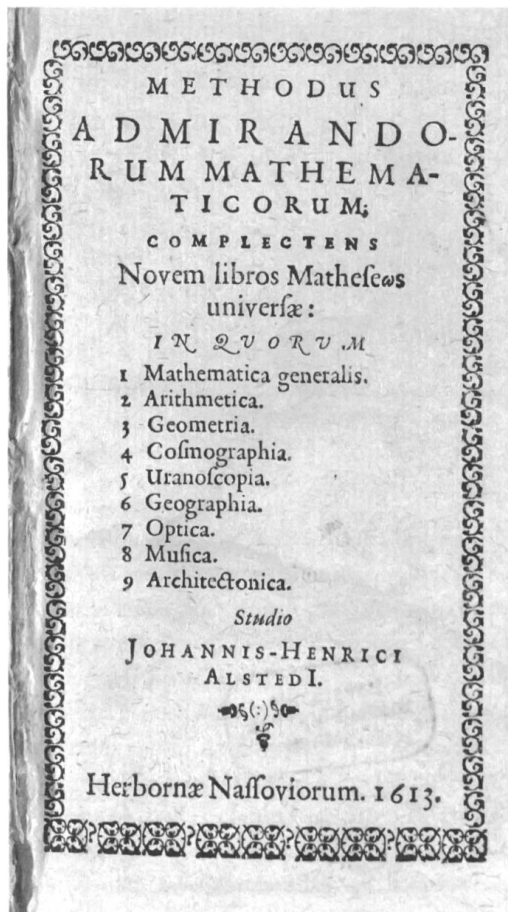 METHODUS
ADMIRANDO-
RUM MATHEMA-
TICORUM;
COMPLECTENS
Novem libros Matheſeωs
univerſæ:
IN QVORVM
1 Mathematica generalis.
2 Arithmetica.
3 Geometria.
4 Coſmographia.
5 Uranoſcopia.
6 Geographia.
7 Optica.
8 Muſica.
9 Architectonica.
Studio
JOHANNIS-HENRICI
ALSTEDI.
Herbornæ Naſſoviorum. 1613.